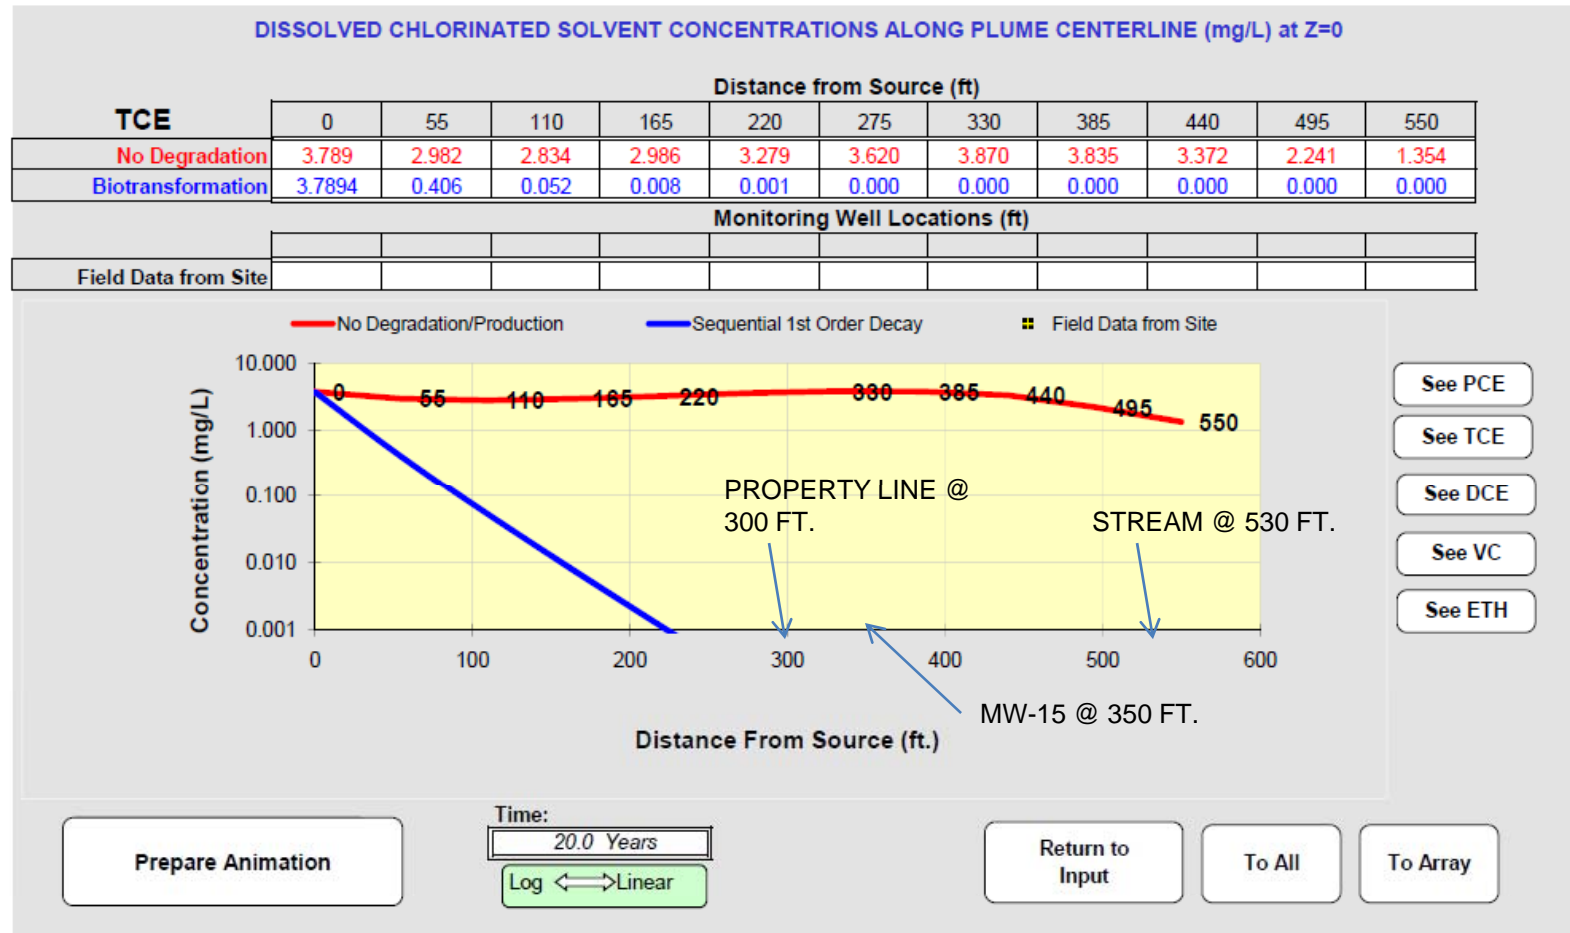 DISSOLVED CHLORINATED SOLVENT CONCENTRATIONS ALONG PLUME CENTERLINE (mg/L) at Z=0
Distance from Source (ft)
TCE 0 55 110 165 220 275 330 385 440 495 550
No Degradation 3.789 2.982 2.834 2.986 3.279 3.620 3.870 3.835 3.372 2.241 1.354
Biotransformation 3.7894 0.406 0.052 0.008 0.001 0.000 0.000 0.000 0.000 0.000 0.000
Monitoring Well Locations (ft)
Field Data from Site
No Degradation/Production Sequential 1st Order Decay Field Data from Site
Concentration (mg/L)
10.000
1.000
0.100
0.010
0.001
0 55 110 165 220 330 385 440 495 550
PROPERTY LINE @
300 FT.
STREAM @ 530 FT.
0 100 200 300 400 500 600
MW-15 @ 350 FT.
Distance From Source (ft.)
See PCE
See TCE
See DCE
See VC
See ETH
Prepare Animation
Time:
20.0 Years
Log Linear
Return to
Input
To All
To Array